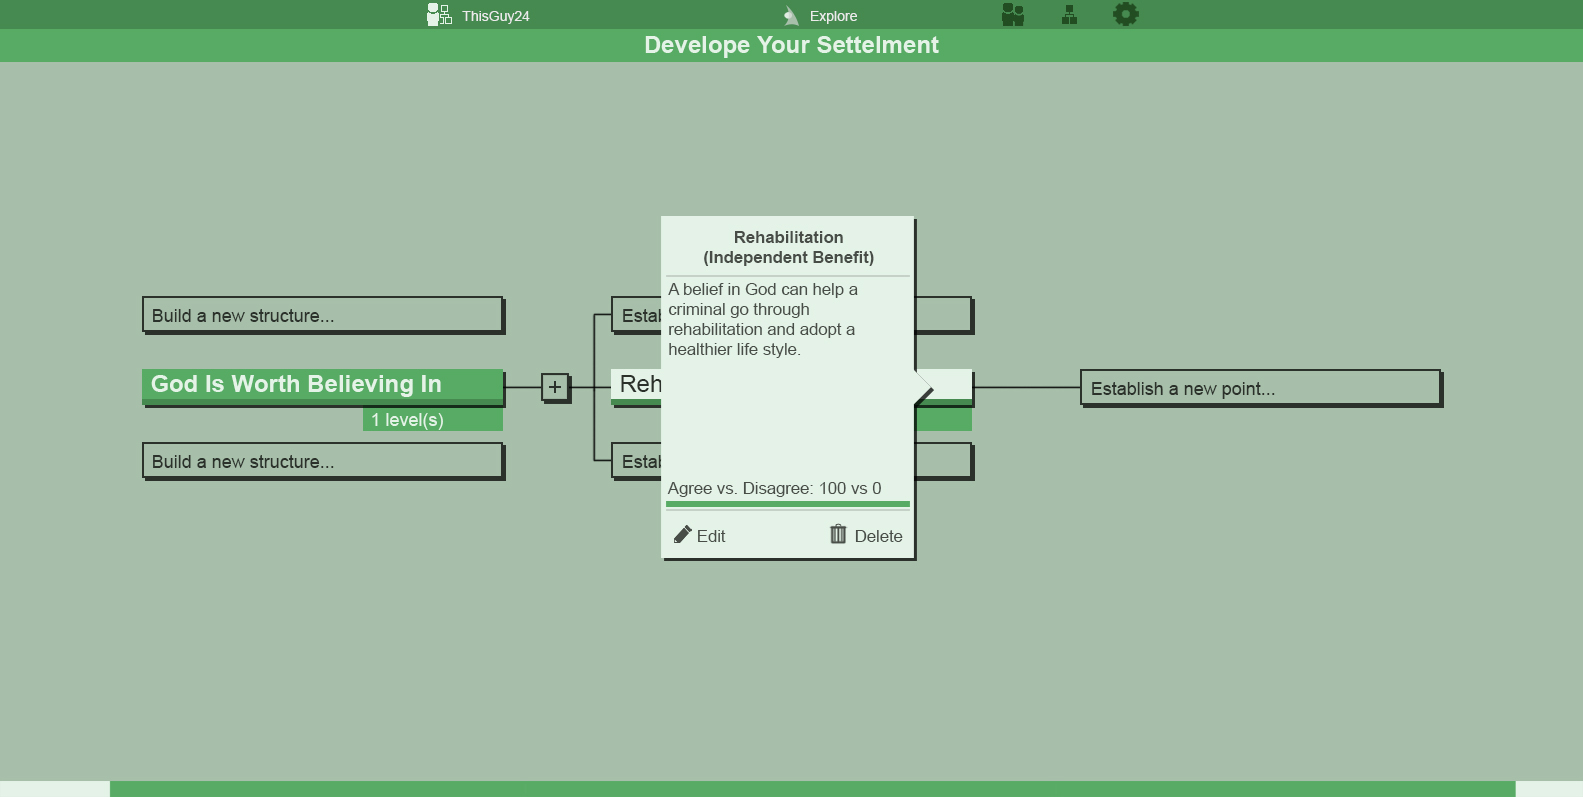 ThisGuy24
Explore
Develope Your Settelment
Rehabilitation
(Independent Benefit)
A belief in God can help a
criminal go through
rehabilitation and adopt a
healthier life style.
Build a new structure...
Estab
God Is Worth Believing In
Reh
Establish a new point...
1 level(s)
Build a new structure...
Estab
Agree vs. Disagree: 100 vs 0
Edit
Delete